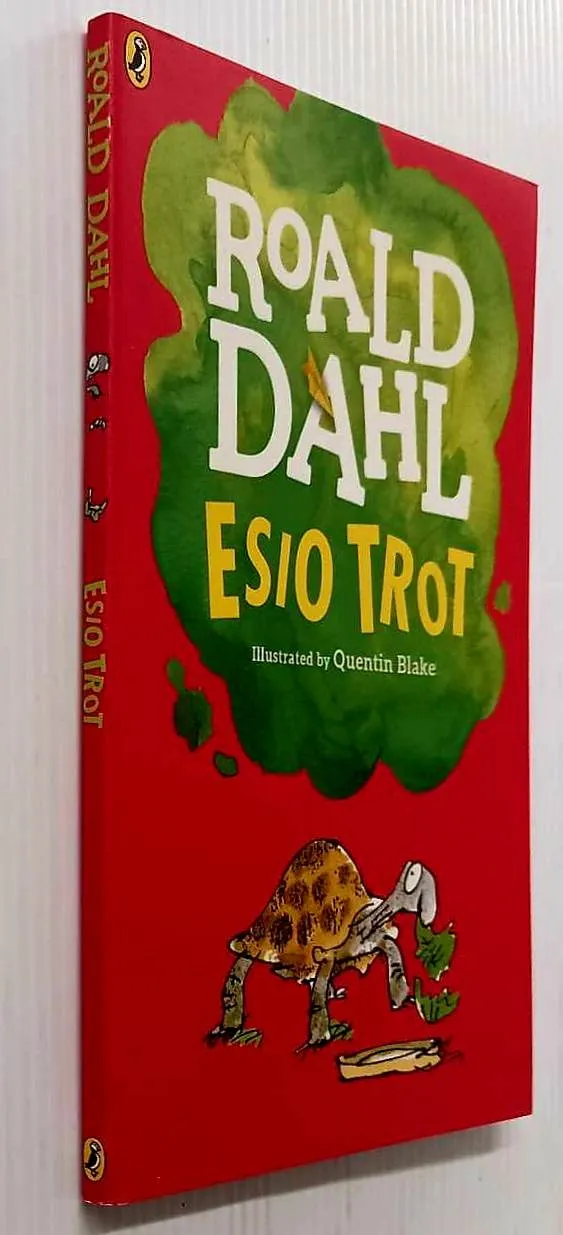 ROALD DAHL
ESIO TROT
ROALD
DAHL
ESIO TROT
Illustrated by Quentin Blake